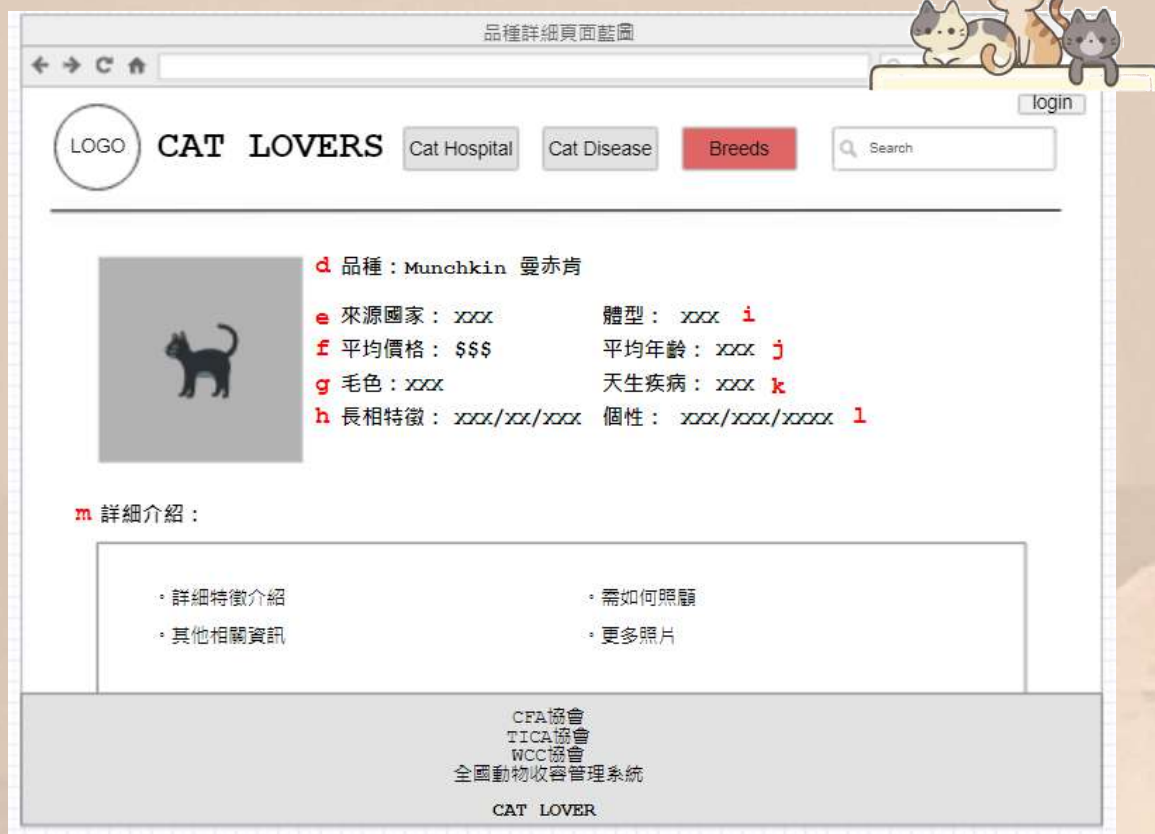 品種詳細頁面藍圖
login
LOGO CAT LOVERS Cat Hospital Cat Disease Breeds Search
d 品種：Munchkin 曼赤肯
e 來源國家： xxx 體型： xxx i
f 平均價格： $$$ 平均年齡： xxx j
g 毛色：xxx 天生疾病： xxx k
h 長相特徵： xxx/xx/xxx 個性： xxx/xxx/xxxx l
m 詳細介紹：
◦詳細特徵介紹 ◦需如何照顧
◦其他相關資訊 ◦更多照片
CFA協會
TICA協會
WCC協會
全國動物收容管理系統
CAT LOVER